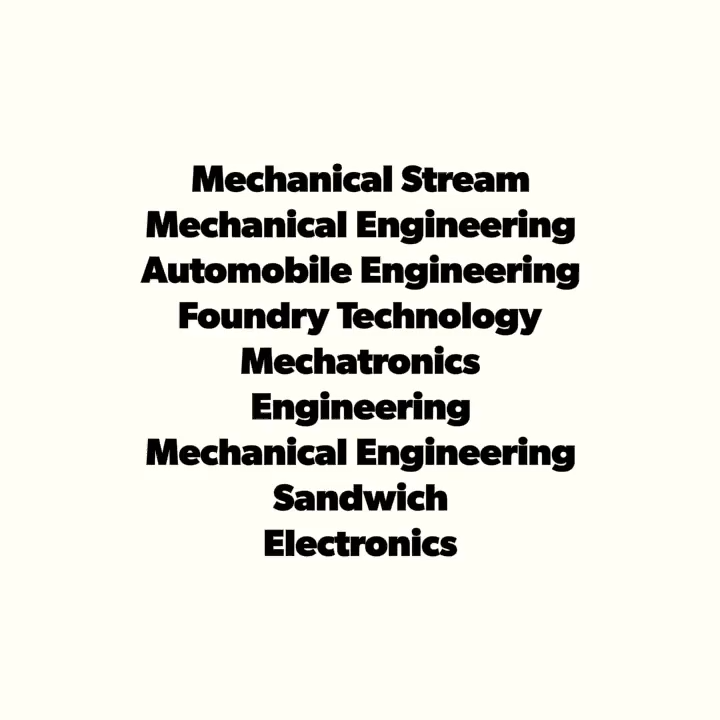 Mechanical Stream
Mechanical Engineering
Automobile Engineering
Foundry Technology
Mechatronics
Engineering
Mechanical Engineering
Sandwich
Electronics